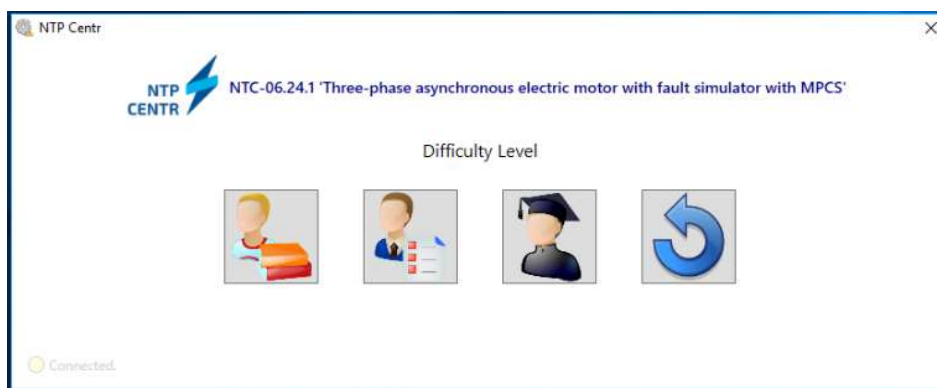 NTP Centr
NTP
CENTR
NTC-06.24.1 'Three-phase asynchronous electric motor with fault simulator with MPCS'
Difficulty Level
Connected.